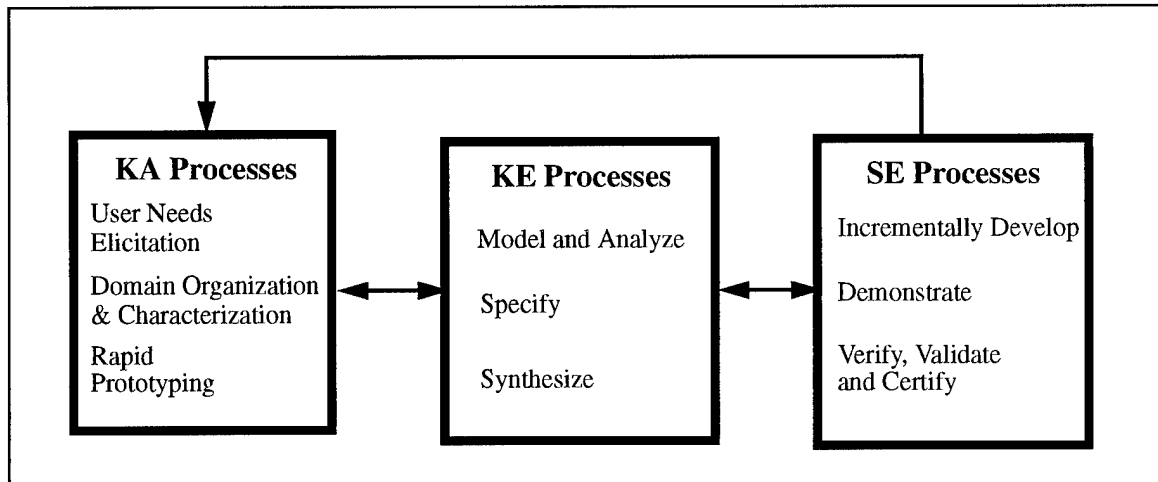 KA Processes
User Needs
Elicitation
Domain Organization
& Characterization
Rapid
Prototyping
KE Processes
Model and Analyze
Specify
Synthesize
SE Processes
Incrementally Develop
Demonstrate
Verify, Validate
and Certify